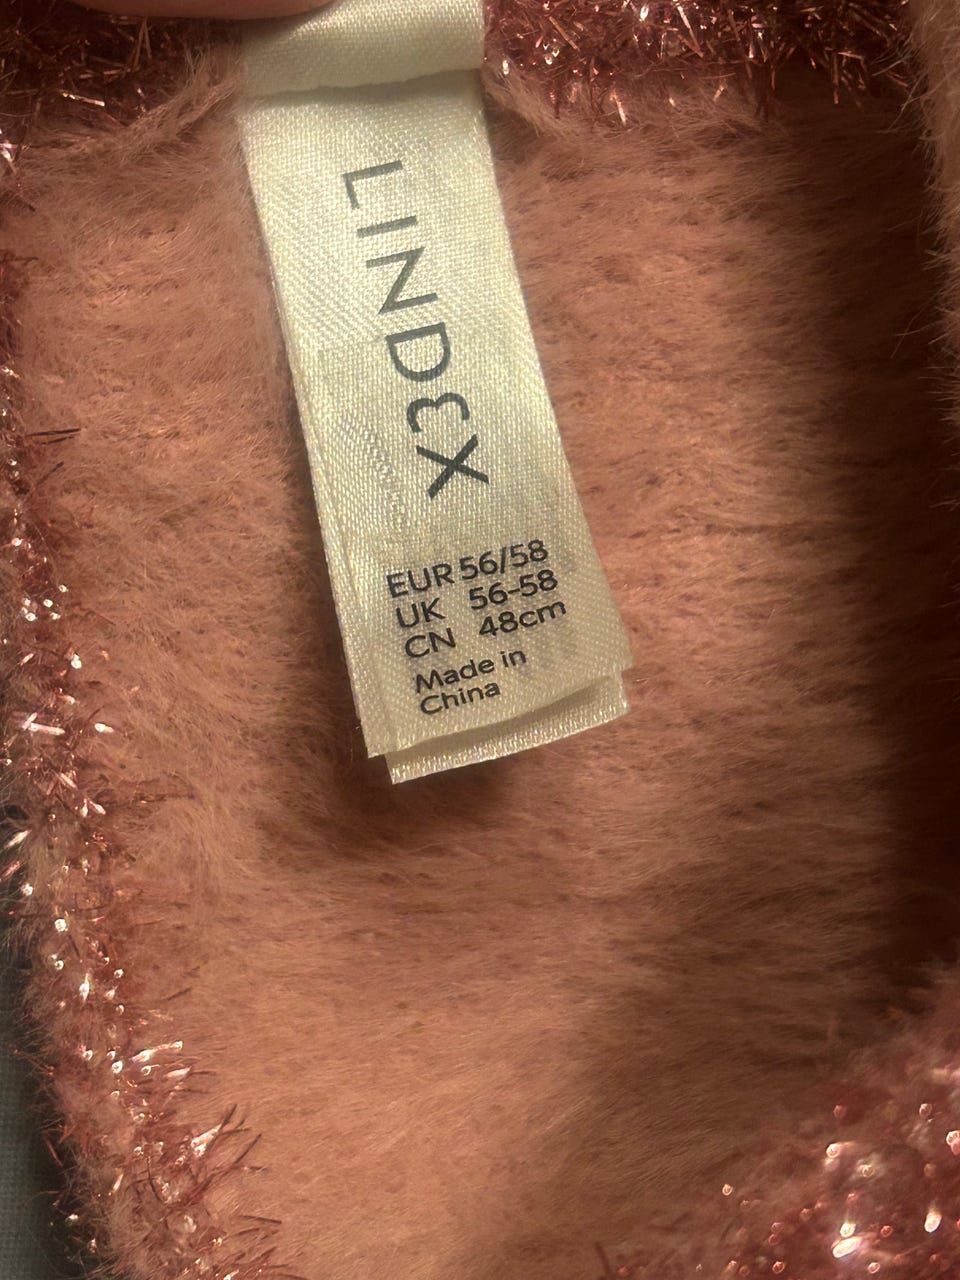 LINDEX
EUR 56/58
UK 56-58
CN 48cm
Made in
China